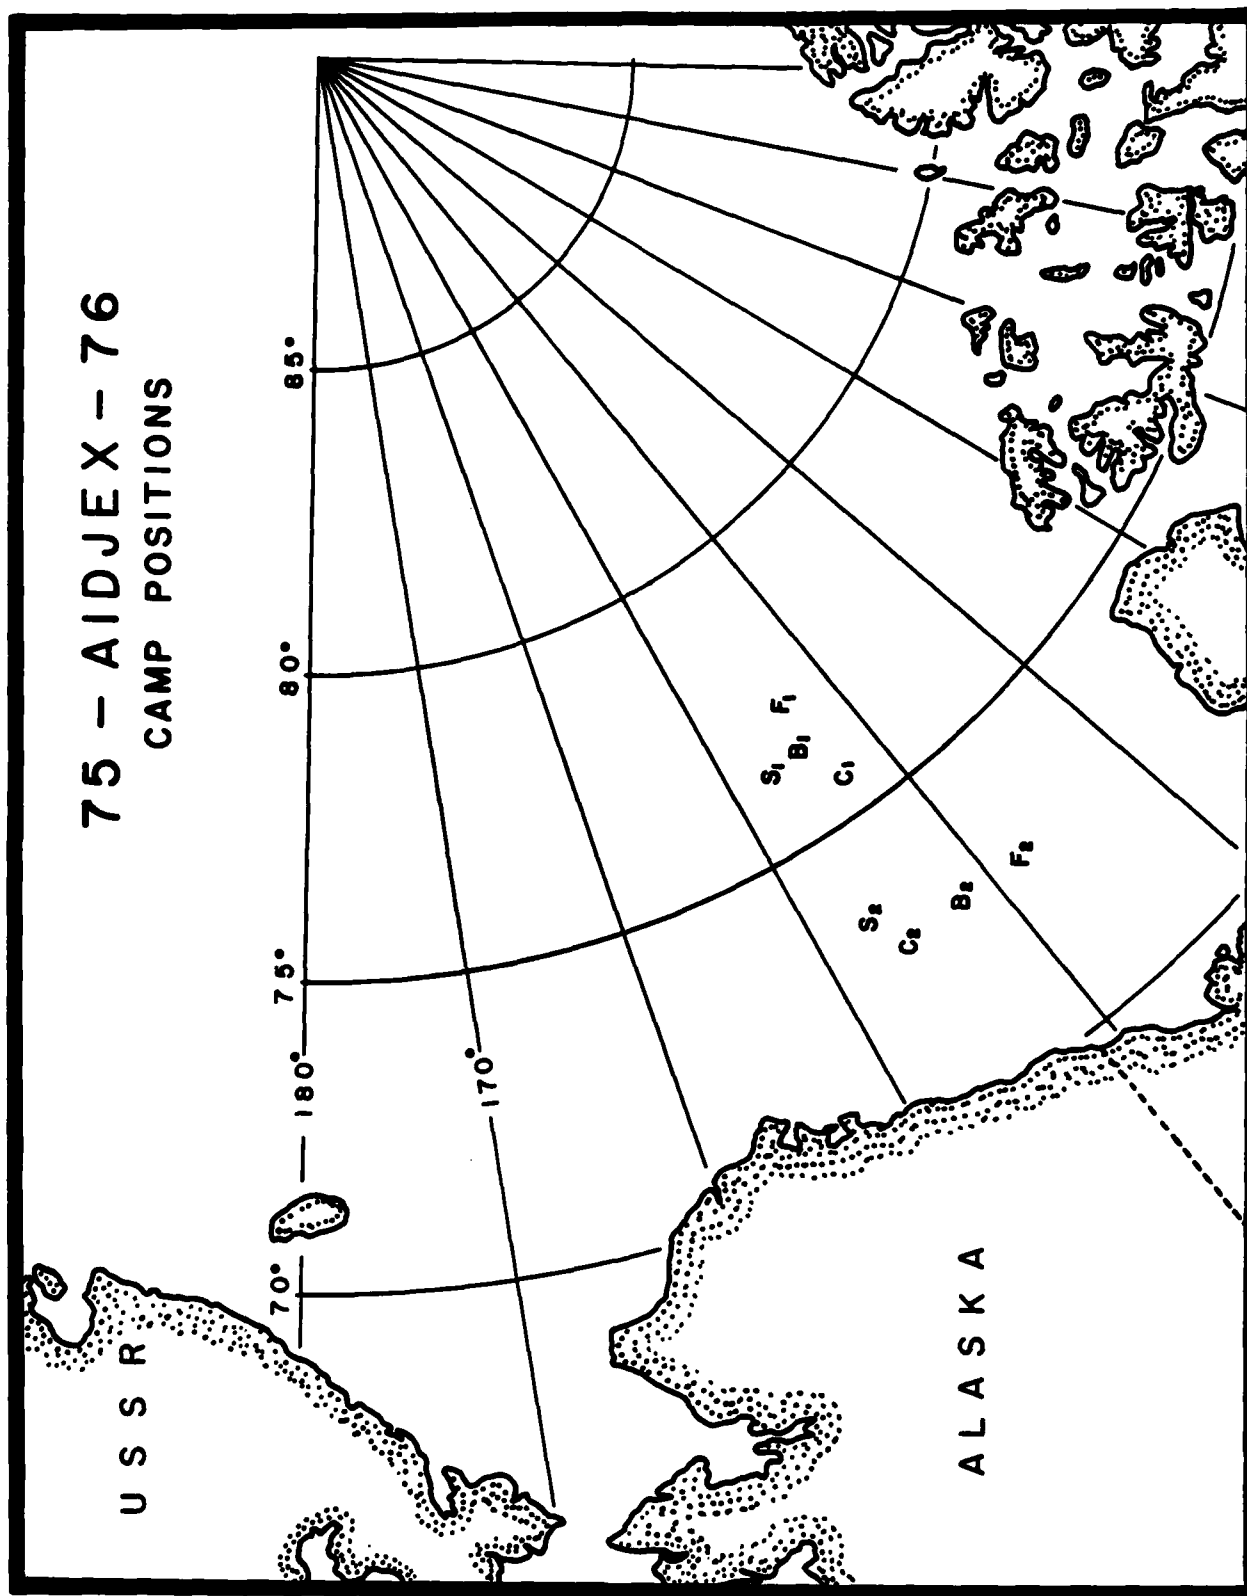 75 – AIDJEX – 76
CAMP POSITIONS
85°
80°
75°
180°
170°
70°
F₁
B₁
S₁
C₁
F₂
B₂
S₂
C₂
USSR
ALASKA